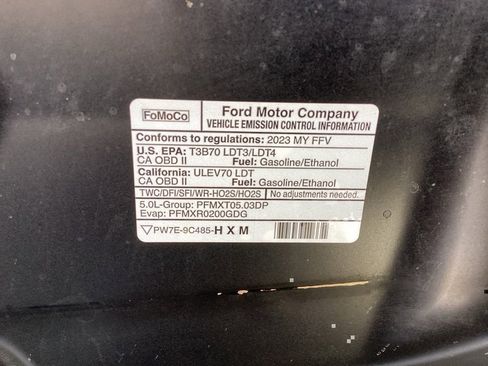 FoMoCo
Ford Motor Company
VEHICLE EMISSION CONTROL INFORMATION
Conforms to regulations: 2023 MY FFV
U.S. EPA: T3B70 LDT3/LDT4
CA OBD II Fuel: Gasoline/Ethanol
California: ULEV70 LDT
CA OBD II Fuel: Gasoline/Ethanol
TWC/DFI/SFI/WR-HO2S/HO2S No adjustments needed.
5.0L-Group: PFMXT05.03DP
Evap: PFMXR0200GDG
PW7E-9C485-H X M